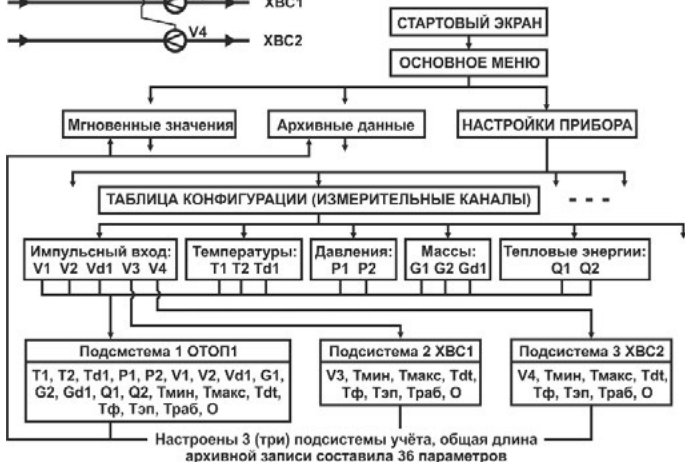 ХВС1
V4
ХВС2
СТАРТОВЫЙ ЭКРАН
ОСНОВНОЕ МЕНЮ
Мгновенные значения
Архивные данные
НАСТРОЙКИ ПРИБОРА
ТАБЛИЦА КОНФИГУРАЦИИ (ИЗМЕРИТЕЛЬНЫЕ КАНАЛЫ)
- - -
Импульсный вход:
V1 V2 Vd1 V3 V4
Температуры:
T1 T2 Td1
Давления:
P1 P2
Массы:
G1 G2 Gd1
Тепловые энергии:
Q1 Q2
Подсмстема 1 ОТОП1
T1, T2, Td1, P1, P2, V1, V2, Vd1, G1,
G2, Gd1, Q1, Q2, Тмин, Тмакс, Tdt,
Тф, Тэп, Траб, О
Подсистема 2 ХВС1
V3, Тмин, Тмакс, Tdt,
Тф, Тэп, Траб, О
Подсистема 3 ХВС2
V4, Тмин, Тмакс, Tdt,
Тф, Тэп, Траб, О
Настроены 3 (три) подсистемы учёта, общая длина
архивной записи составила 36 параметров